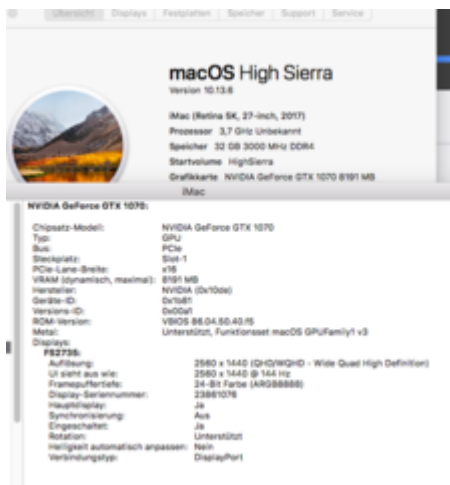 Übersicht Displays Festplatten Speicher Support Service
macOS High Sierra
Version 10.13.6
iMac (Retina 5K, 27-inch, 2017)
Prozessor 3,7 GHz Unbekannt
Speicher 32 GB 3000 MHz DDR4
Startvolume HighSierra
Grafikkarte NVIDIA GeForce GTX 1070 8191 MB
iMac
NVIDIA GeForce GTX 1070:
Chipsatz-Modell: NVIDIA GeForce GTX 1070
Typ: GPU
Bus: PCIe
Steckplatz: Slot-1
PCIe-Lane-Breite: x16
VRAM (dynamisch, maximal): 8191 MB
Hersteller: NVIDIA (0x10de)
Geräte-ID: 0x1b81
Versions-ID: 0x00a1
ROM-Version: VBIOS 86.04.50.40.f5
Metal: Unterstützt, Funktionsset macOS GPUFamily1 v3
Displays:
FS2735:
Auflösung: 2560 x 1440 (QHD/WQHD - Wide Quad High Definition)
UI sieht aus wie: 2560 x 1440 @ 144 Hz
Framepuffertiefe: 24-Bit Farbe (ARGB8888)
Display-Seriennummer: 23861076
Hauptdisplay: Ja
Synchronisierung: Aus
Eingeschaltet: Ja
Rotation: Unterstützt
Helligkeit automatisch anpassen: Nein
Verbindungstyp: DisplayPort